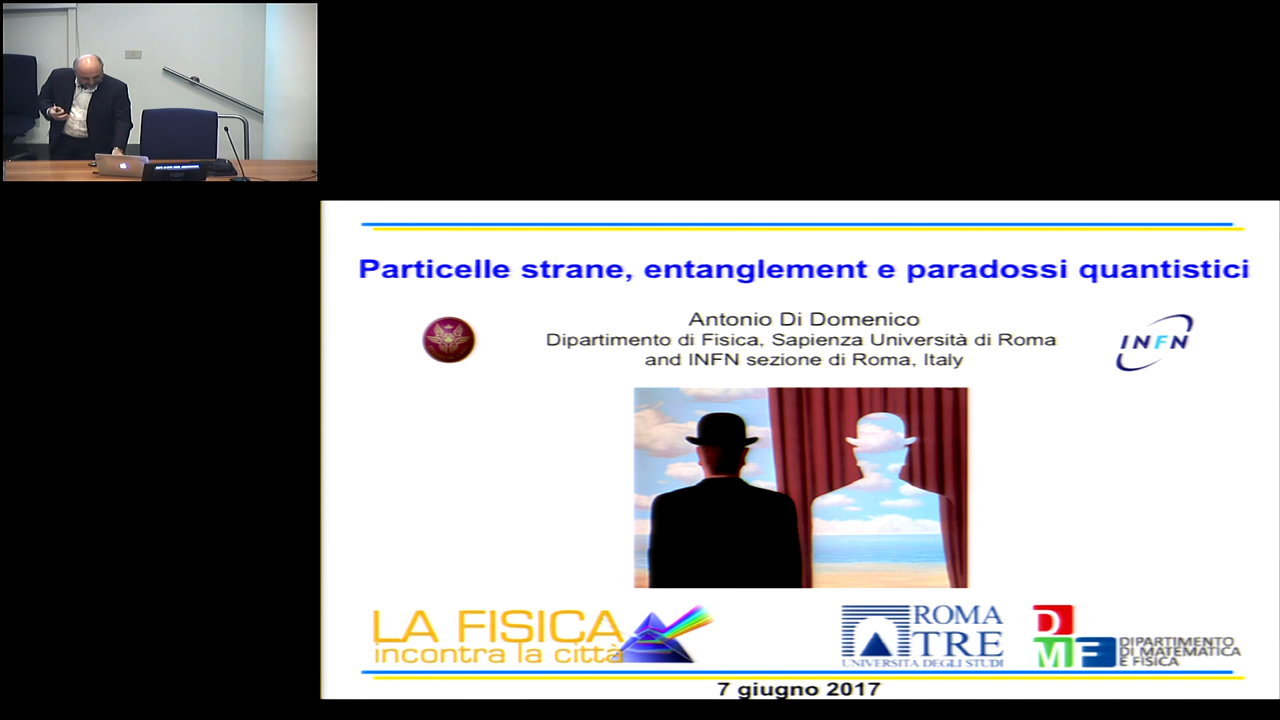 Particelle strane, entanglement e paradossi quantistici
Antonio Di Domenico
Dipartimento di Fisica, Sapienza Università di Roma
and INFN sezione di Roma, Italy
INFN
LA FISICA
incontra la città
ROMA
TRE
UNIVERSITÀ DEGLI STUDI
D
M F
DIPARTIMENTO
DI MATEMATICA
E FISICA
7 giugno 2017